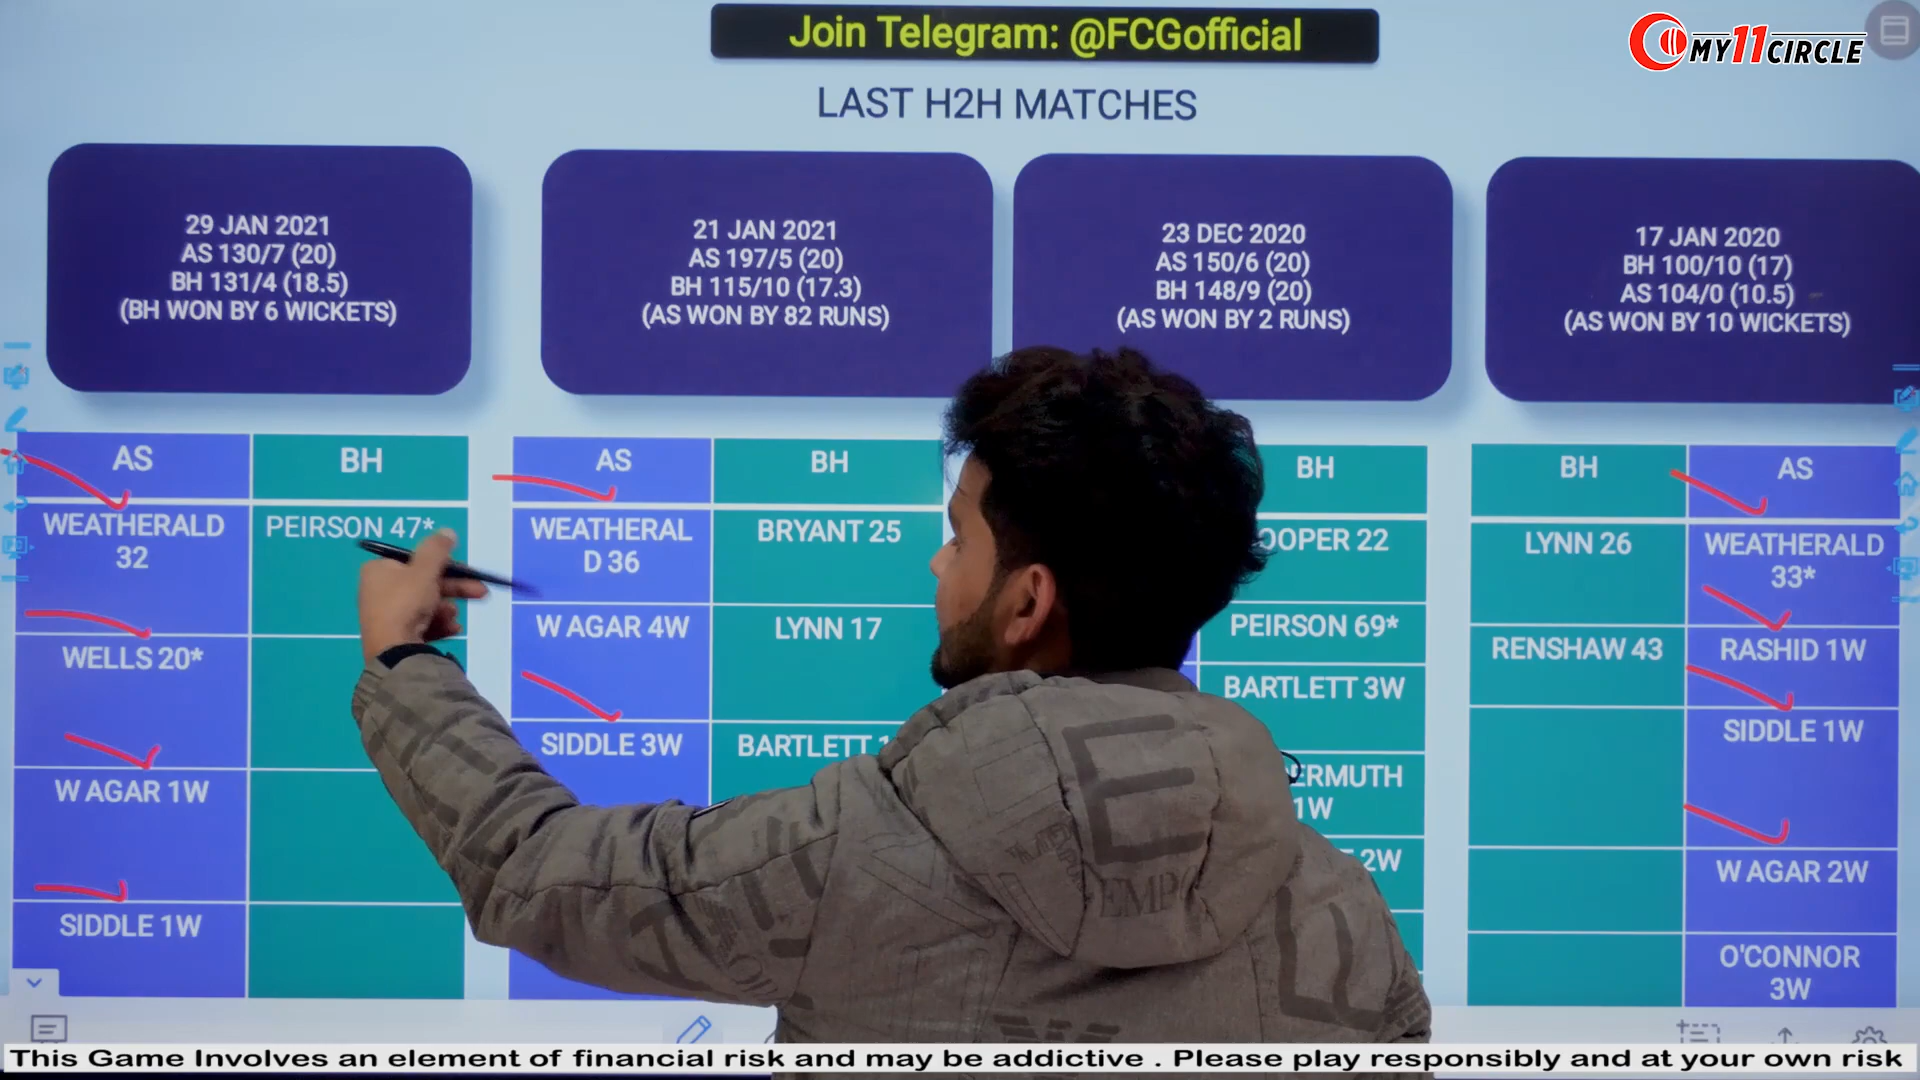 Join Telegram: @FCGofficial
MY11CIRCLE
LAST H2H MATCHES
29 JAN 2021
AS 130/7 (20)
BH 131/4 (18.5)
(BH WON BY 6 WICKETS)
21 JAN 2021
AS 197/5 (20)
BH 115/10 (17.3)
(AS WON BY 82 RUNS)
23 DEC 2020
AS 150/6 (20)
BH 148/9 (20)
(AS WON BY 2 RUNS)
17 JAN 2020
BH 100/10 (17)
AS 104/0 (10.5)
(AS WON BY 10 WICKETS)
AS
BH
WEATHERALD
32
PEIRSON 47*
WELLS 20*
W AGAR 1W
SIDDLE 1W
AS
BH
WEATHERAL
D 36
BRYANT 25
W AGAR 4W
LYNN 17
SIDDLE 3W
BARTLETT
BH
OOPER 22
PEIRSON 69*
BARTLETT 3W
ERMUTH
1W
2W
BH
AS
LYNN 26
WEATHERALD
33*
RENSHAW 43
RASHID 1W
SIDDLE 1W
W AGAR 2W
O'CONNOR
3W
EMPO
This Game Involves an element of financial risk and may be addictive . Please play responsibly and at your own risk